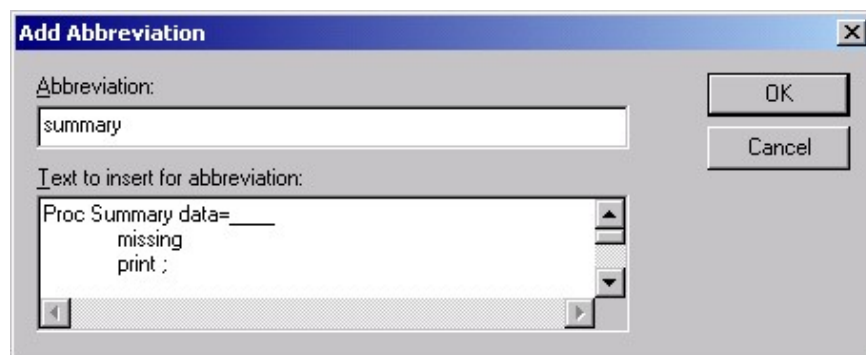 Add Abbreviation
Abbreviation:
OK
summary
Cancel
Text to insert for abbreviation:
Proc Summary data=____
missing
print ;